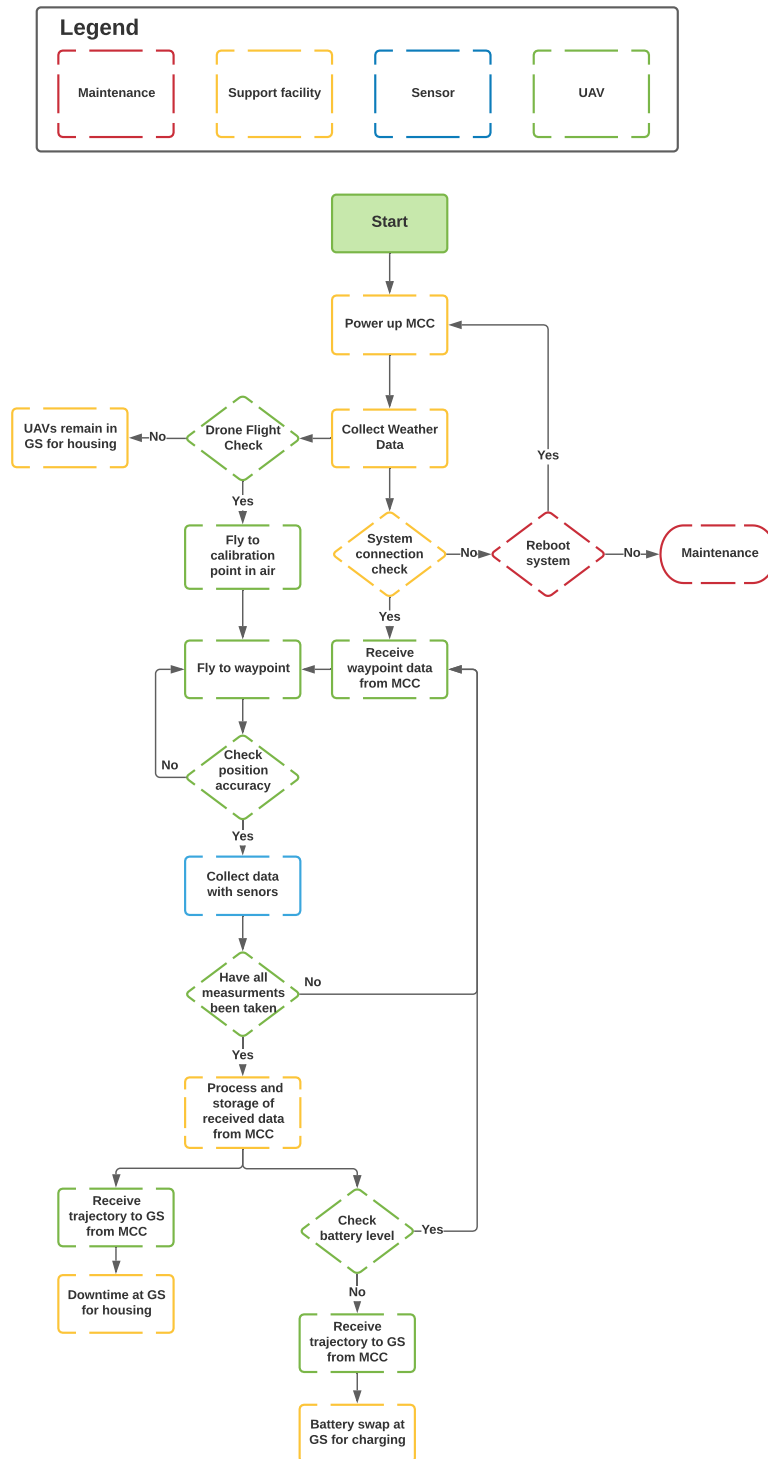 Legend
Maintenance
Support facility
Sensor
UAV
Start
Power up MCC
UAVs remain in
GS for housing
No
Drone Flight
Check
Collect Weather
Data
Yes
Yes
Fly to
calibration
point in air
System
connection
check
No
Reboot
system
No
Maintenance
Yes
Fly to waypoint
Receive
waypoint data
from MCC
Check
position
accuracy
No
Yes
Collect data
with senors
Have all
measurments
been taken
No
Yes
Process and
storage of
received data
from MCC
Receive
trajectory to GS
from MCC
Check
battery level
Yes
Downtime at GS
for housing
No
Receive
trajectory to GS
from MCC
Battery swap at
GS for charging